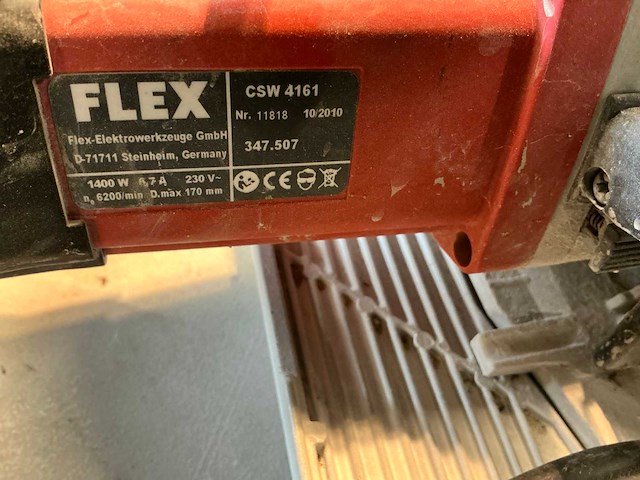 FLEX
Flex-Elektrowerkzeuge GmbH
D-71711 Steinheim, Germany
CSW 4161
Nr. 11818 10/2010
347.507
1400 W 6,7 A 230 V~
n₀ 6200/min D.max 170 mm
CE